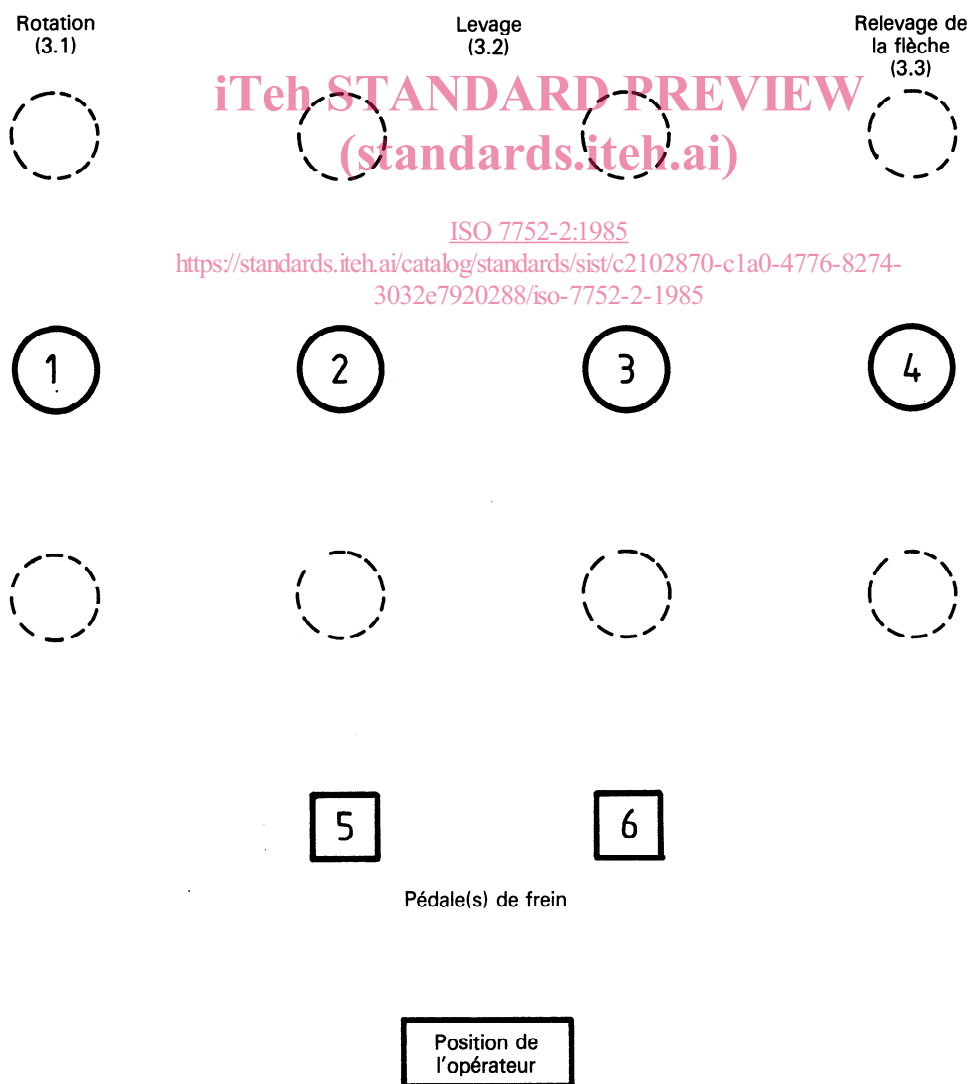 Rotation
(3.1)
Levage
(3.2)
Relevage de
la flèche
(3.3)
iTeh STANDARD PREVIEW
(standards.iteh.ai)
ISO 7752-2:1985
https://standards.iteh.ai/catalog/standards/sist/c2102870-c1a0-4776-8274-
3032e7920288/iso-7752-2-1985
1 2 3 4
5 6
Pédale(s) de frein
Position de
l'opérateur